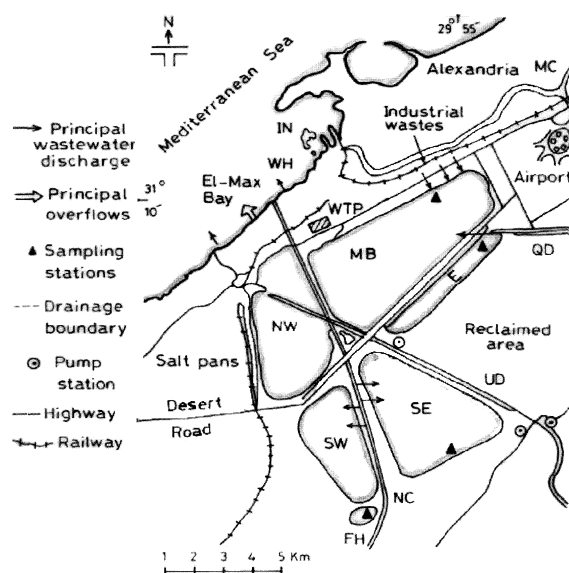 N
Mediterranean Sea
29° 55-
Alexandria
MC
Principal
wastewater
discharge
Principal
overflows
31°
10-
Sampling
stations
Drainage
boundary
Pump
station
Highway
Railway
IN
WH
El-Max
Bay
Industrial
wastes
WTP
Airport
QD
MB
NW
Salt pans
Reclaimed
area
UD
Desert
Road
SE
SW
NC
FH
1 2 3 4 5 Km